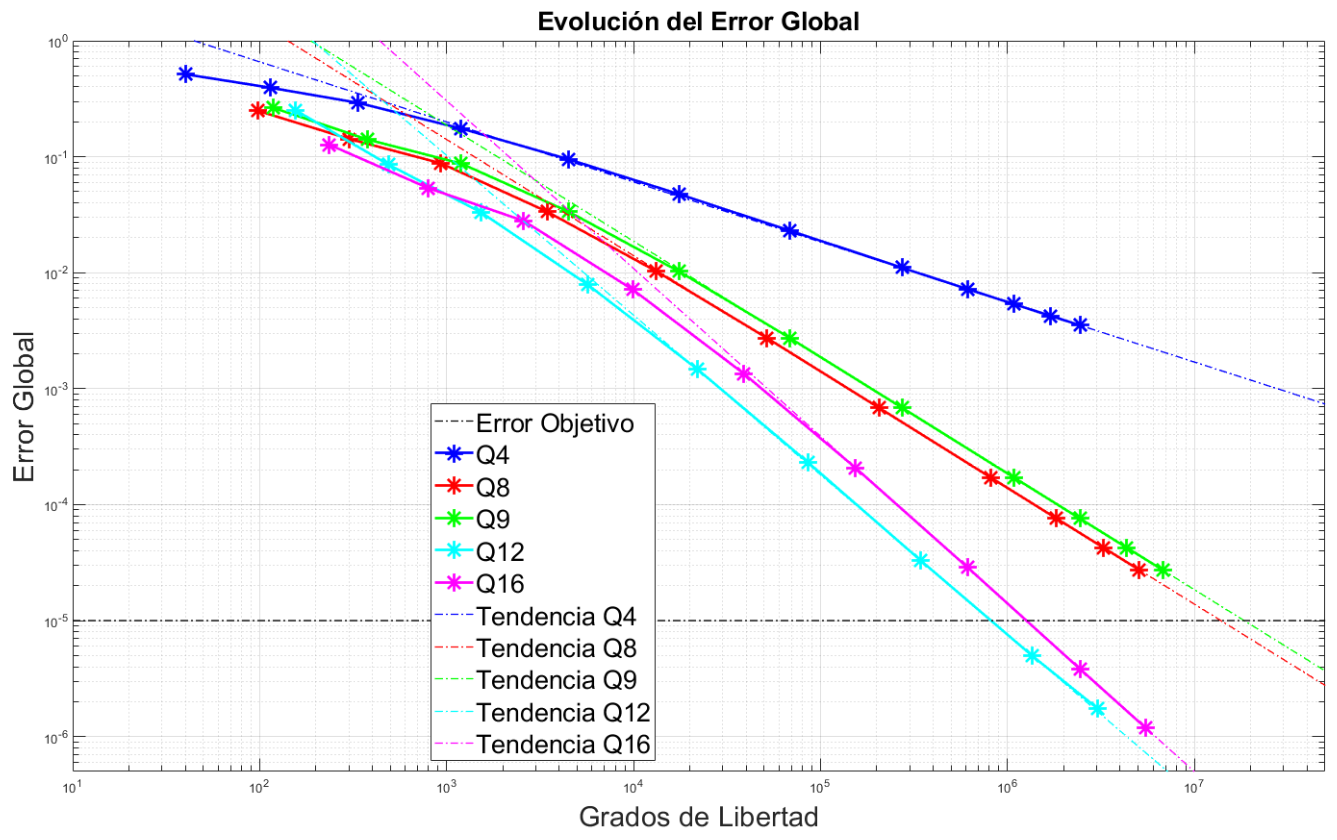 Evolución del Error Global
10^0
10^-1
10^-2
10^-3
10^-4
10^-5
10^-6
Error Global
Error Objetivo
Q4
Q8
Q9
Q12
Q16
Tendencia Q4
Tendencia Q8
Tendencia Q9
Tendencia Q12
Tendencia Q16
10^1 10^2 10^3 10^4 10^5 10^6 10^7
Grados de Libertad